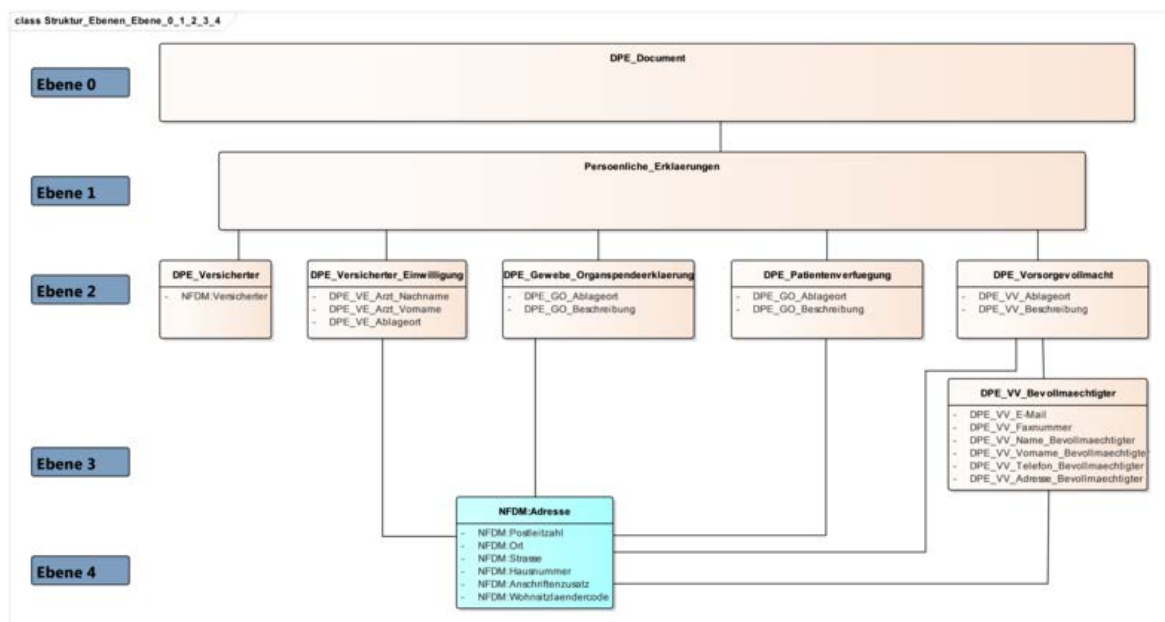 class Struktur_Ebenen_Ebene_0_1_2_3_4
Ebene 0
DPE_Document
Ebene 1
Persoenliche_Erklaerungen
Ebene 2
DPE_Versicherter
- NFDM:Versicherter
DPE_Versicherter_Einwilligung
- DPE_VE_Arzt_Nachname
- DPE_VE_Arzt_Vorname
- DPE_VE_Ablageort
DPE_Gewebe_Organspendeerklaerung
- DPE_GO_Ablageort
- DPE_GO_Beschreibung
DPE_Patientenverfuegung
- DPE_GO_Ablageort
- DPE_GO_Beschreibung
DPE_Vorsorgevollmacht
- DPE_VV_Ablageort
- DPE_VV_Beschreibung
Ebene 3
DPE_VV_Bevollmaechtigter
- DPE_VV_E-Mail
- DPE_VV_Faxnummer
- DPE_VV_Name_Bevollmaechtigter
- DPE_VV_Vorname_Bevollmaechtigte
- DPE_VV_Telefon_Bevollmaechtigter
- DPE_VV_Adresse_Bevollmaechtigter
Ebene 4
NFDM:Adresse
- NFDM:Postleitzahl
- NFDM:Ort
- NFDM:Strasse
- NFDM:Hausnummer
- NFDM:Anschriftenzusatz
- NFDM:Wohnsitzlaendercode